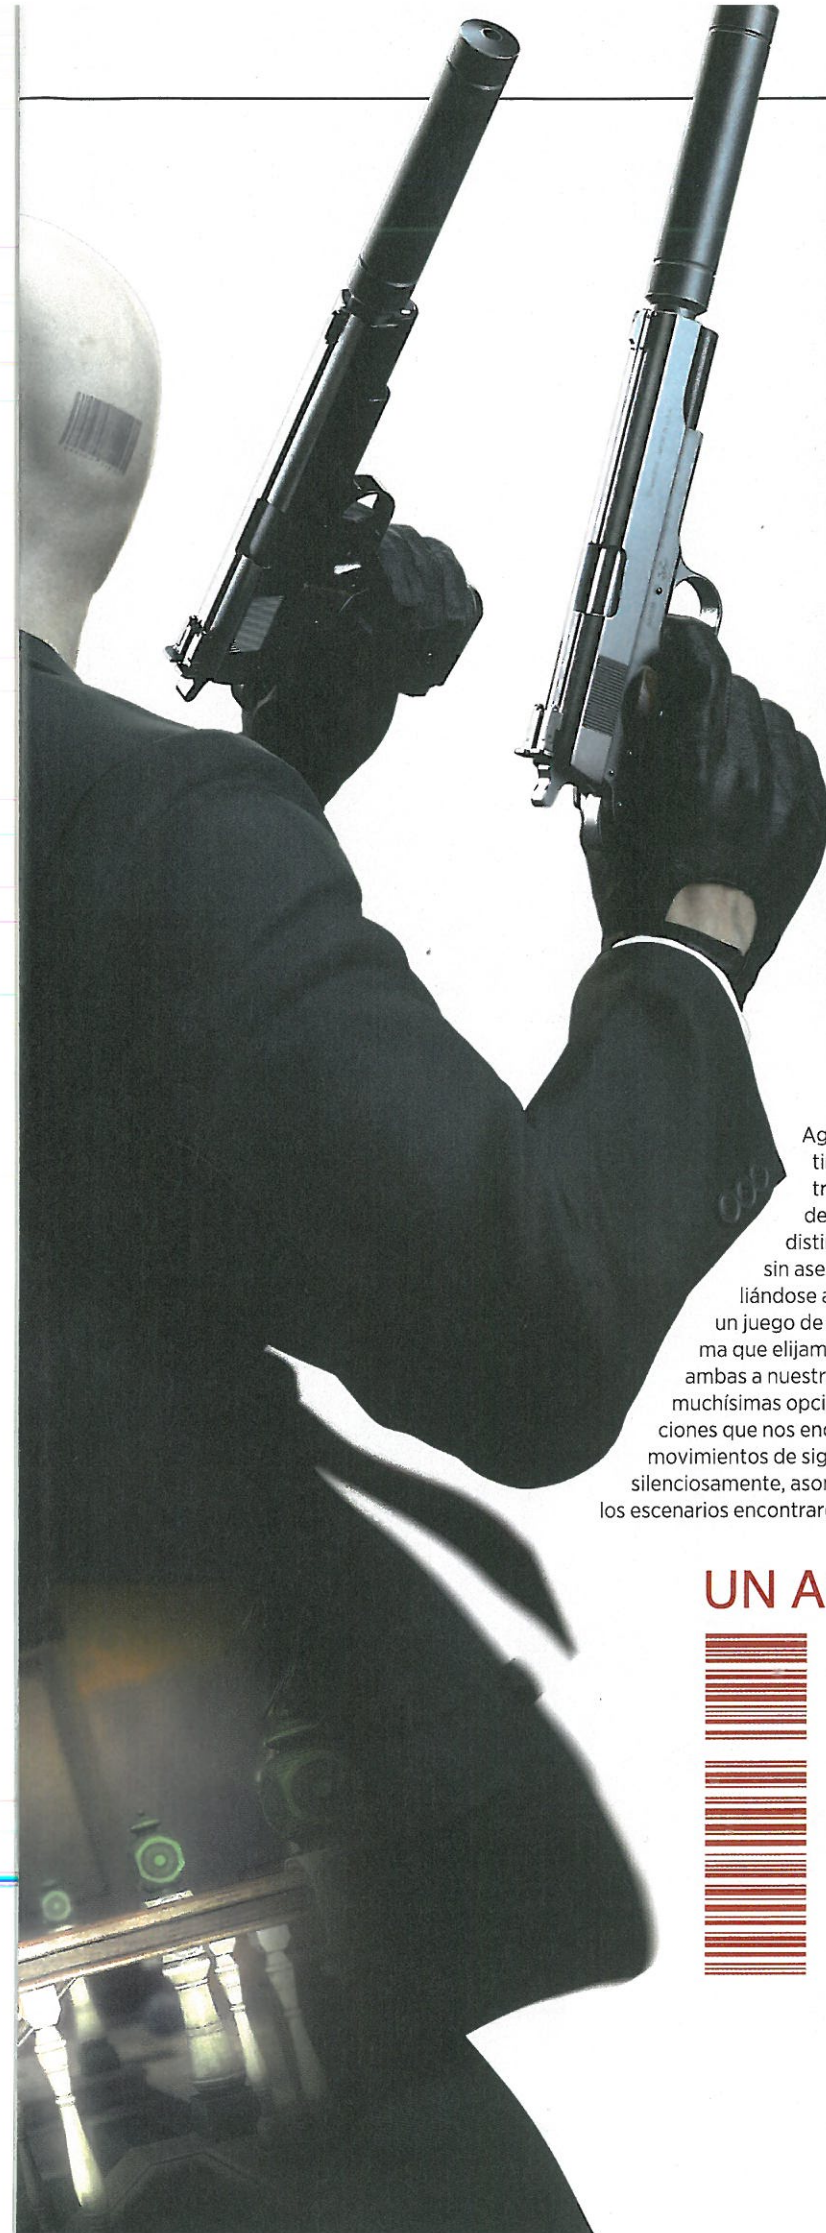 Ag
ti
tr
de
disti
sin ase
liándose a
un juego de
ma que elijam
ambas a nuestr
muchísimas opci
ciones que nos enc
movimientos de sig
silenciosamente, asor
los escenarios encontrar
UN A